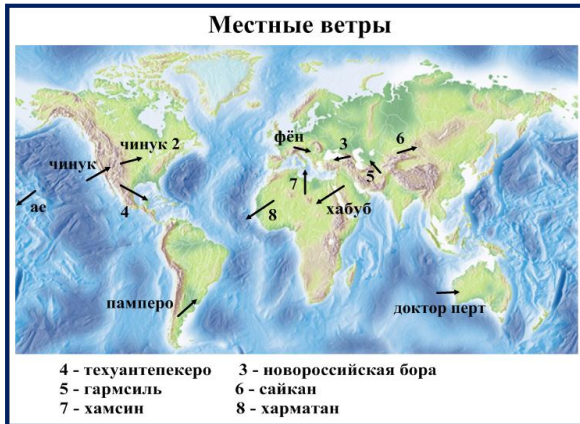 Местные ветры
чинук 2
фён
3
6
чинук
5
ае
4
7
8
хабуб
памперо
доктор перт
4 - техуантепекеро 3 - новороссийская бора
5 - гармсиль 6 - сайкан
7 - хамсин 8 - харматан